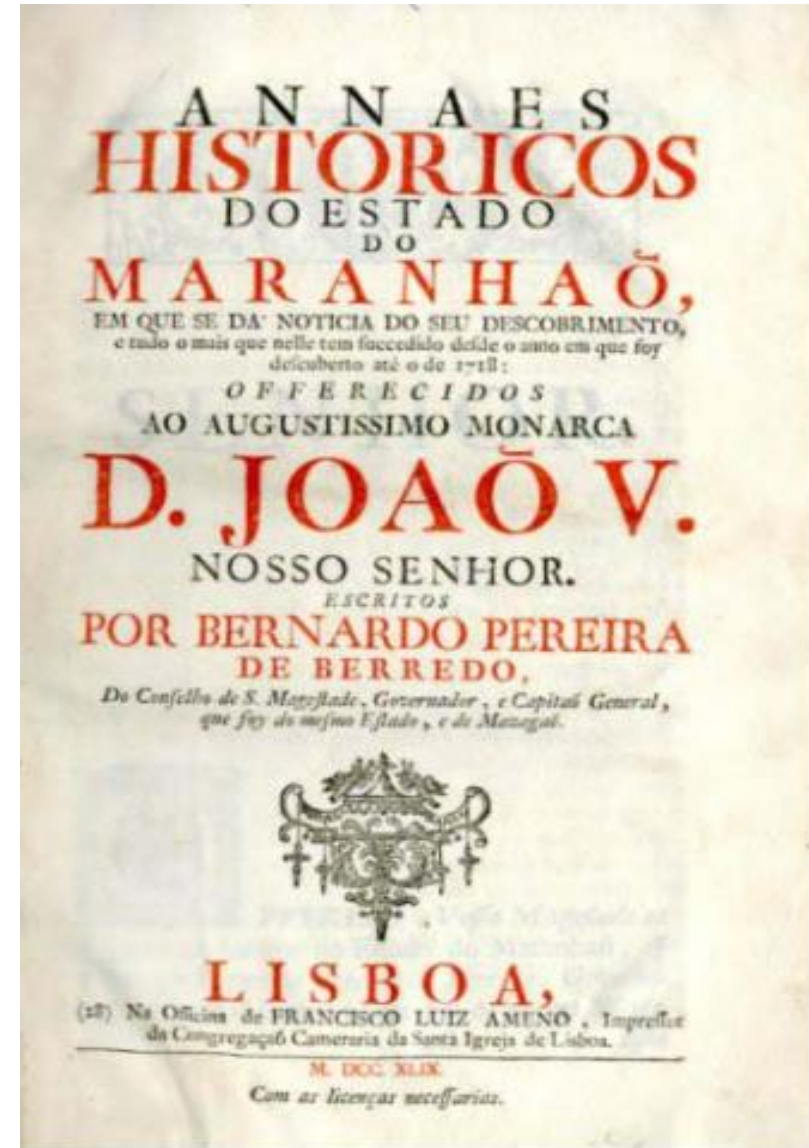 ANNAES
HISTORICOS
DO ESTADO
DO
MARANHAÕ,
EM QUE SE DA' NOTICIA DO SEU DESCOBRIMENTO,
e tudo o mais que nelle tem succedido desde o anno em que foy
descuberto até o de 1718:
OFFERECIDOS
AO AUGUSTISSIMO MONARCA
D. JOAÕ V.
NOSSO SENHOR.
ESCRITOS
POR BERNARDO PEREIRA
DE BERREDO,
Do Conselho de S. Magestade, Governador, e Capitaõ General,
que foy do mesmo Estado, e de Mazagaõ.
LISBOA,
(28) Na Officina de FRANCISCO LUIZ AMENO, Impressor
da Congregaçaõ Cameraria da Santa Igreja de Lisboa.
M. DCC. XLIX.
Com as licenças necessarias.